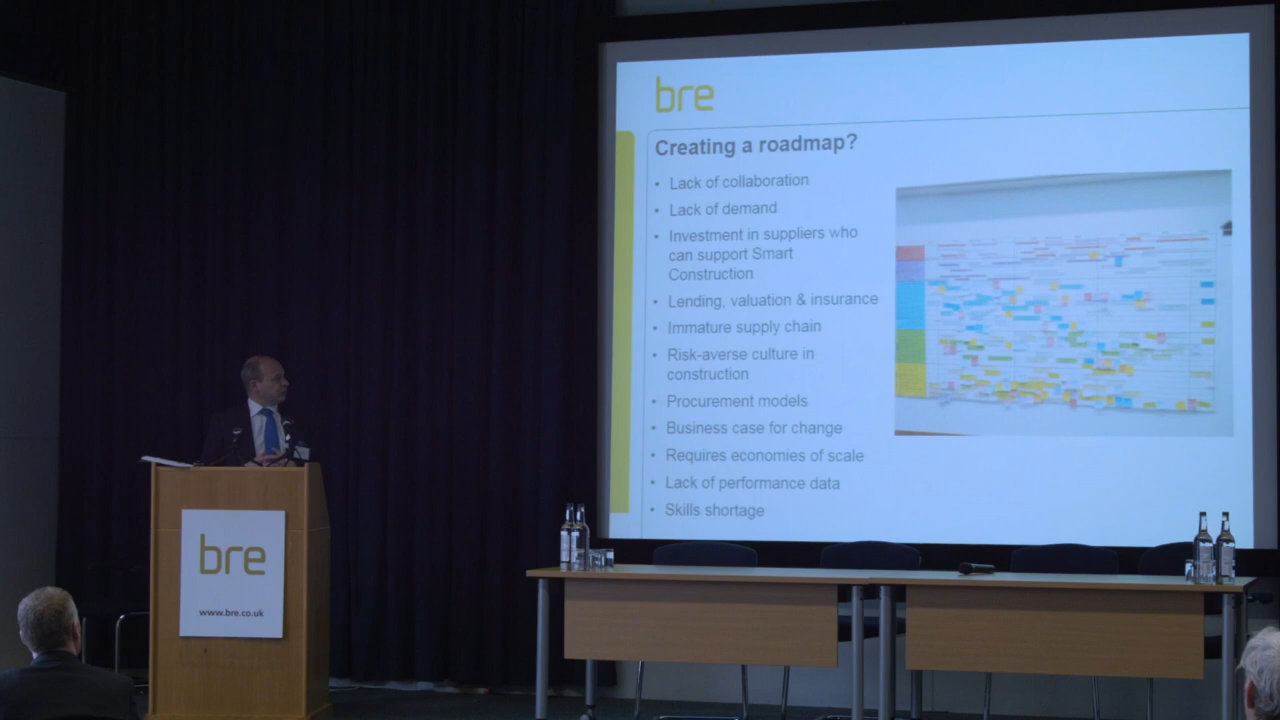 bre
Creating a roadmap?
• Lack of collaboration
• Lack of demand
• Investment in suppliers who
can support Smart
Construction
• Lending, valuation & insurance
• Immature supply chain
• Risk-averse culture in
construction
• Procurement models
• Business case for change
• Requires economies of scale
• Lack of performance data
• Skills shortage
bre
www.bre.co.uk